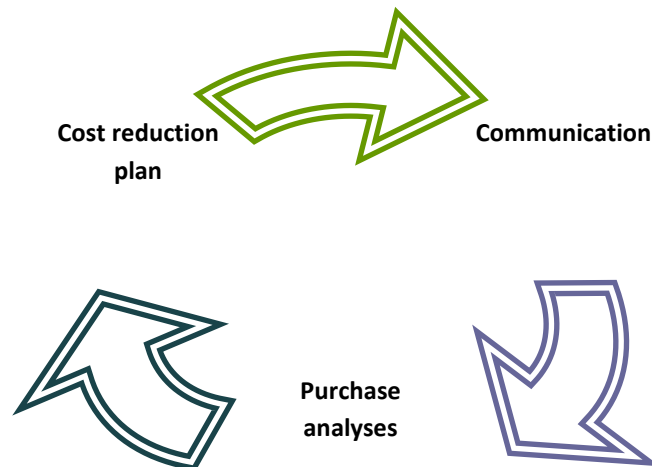 Cost reduction
plan
Communication
Purchase
analyses